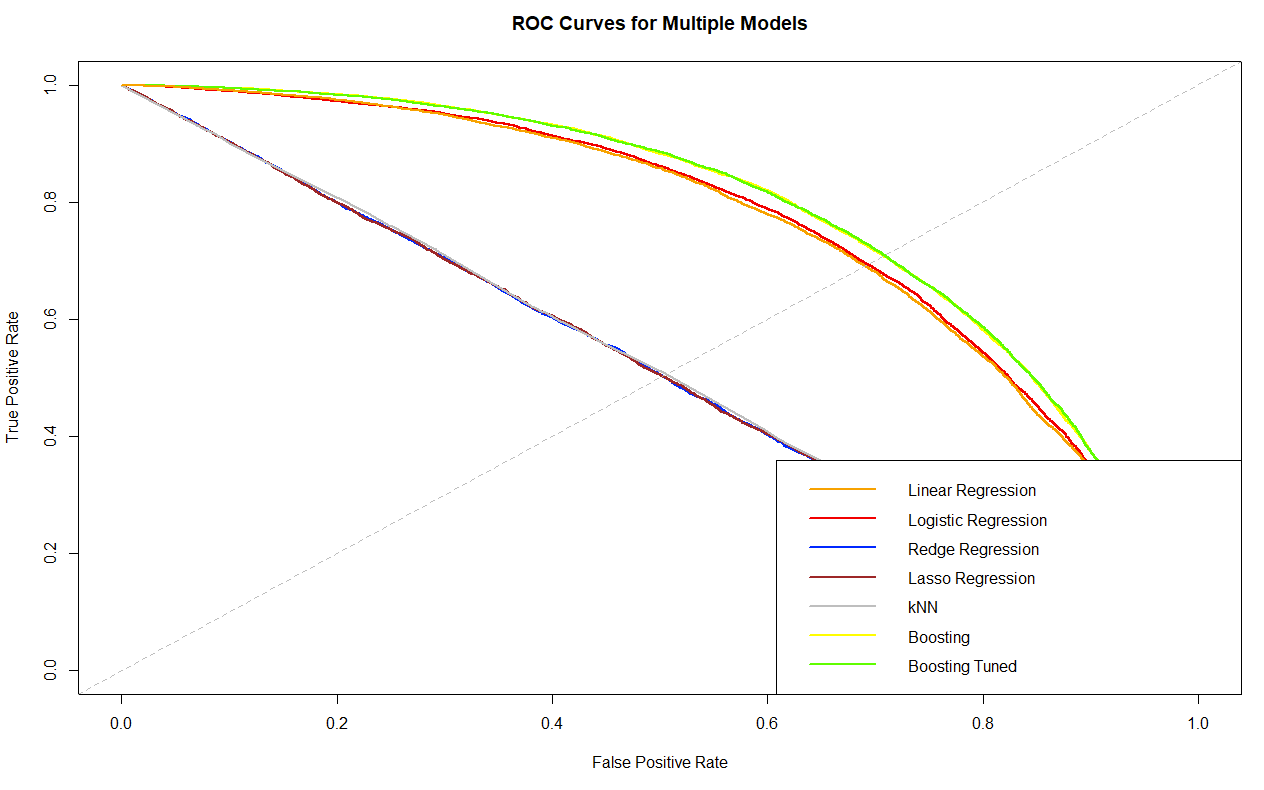 ROC Curves for Multiple Models
True Positive Rate
1.0
0.8
0.6
0.4
0.2
0.0
Linear Regression
Logistic Regression
Redge Regression
Lasso Regression
kNN
Boosting
Boosting Tuned
0.0 0.2 0.4 0.6 0.8 1.0
False Positive Rate